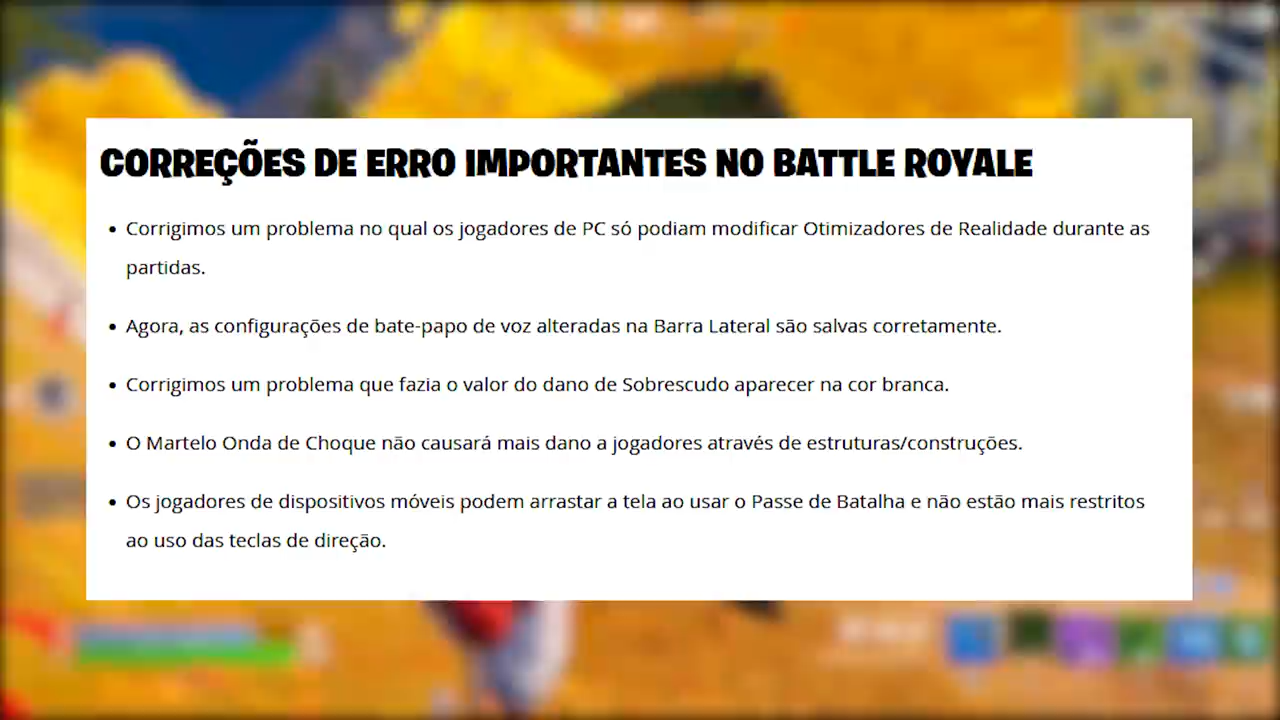 CORREÇÕES DE ERRO IMPORTANTES NO BATTLE ROYALE
• Corrigimos um problema no qual os jogadores de PC só podiam modificar Otimizadores de Realidade durante as
partidas.
• Agora, as configurações de bate-papo de voz alteradas na Barra Lateral são salvas corretamente.
• Corrigimos um problema que fazia o valor do dano de Sobrescudo aparecer na cor branca.
• O Martelo Onda de Choque não causará mais dano a jogadores através de estruturas/construções.
• Os jogadores de dispositivos móveis podem arrastar a tela ao usar o Passe de Batalha e não estão mais restritos
ao uso das teclas de direção.